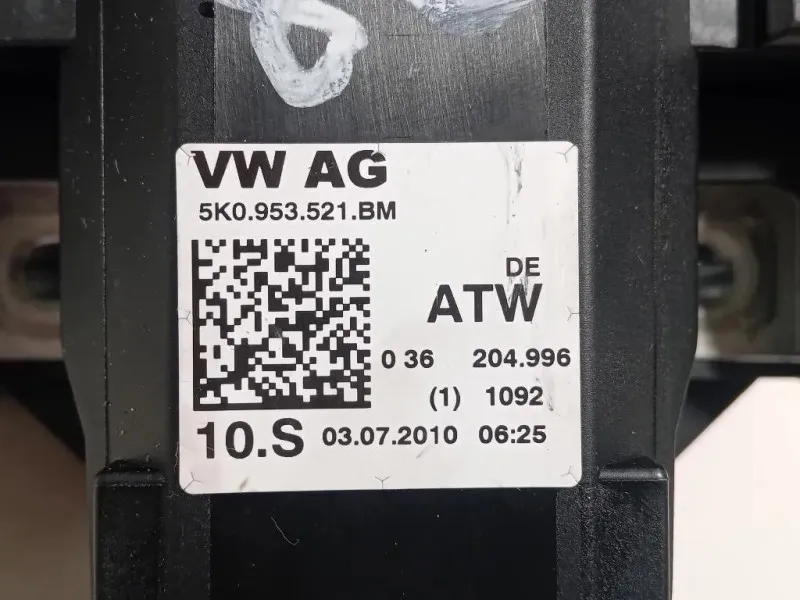 8
VW AG
5K0.953.521.BM
DE
ATW
0 36 204.996
(1) 1092
10.S 03.07.2010 06:25